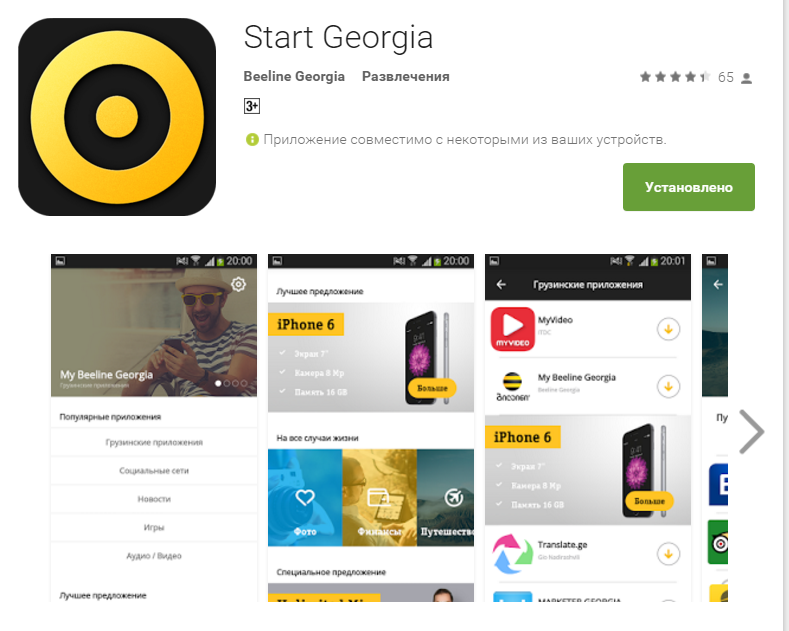 Start Georgia
Beeline Georgia Развлечения
65
3+
Приложение совместимо с некоторыми из ваших устройств.
Установлено
20:00
My Beeline Georgia
Грузинские приложения
Популярные приложения
Грузинские приложения
Социальные сети
Новости
Игры
Аудио / Видео
Лучшее предложение
20:00
Лучшее предложение
iPhone 6
Экран 7"
Камера 8 Mp
Память 16 GB
Больше
На все случаи жизни
Фото
Финансы
Путешеств
Специальное предложение
20:01
Грузинские приложения
MyVideo
ITDC
MYVIDEO
My Beeline Georgia
Beeline Georgia
ბილაინი
iPhone 6
Экран 7"
Камера 8 Mp
Память 16 GB
Больше
Translate.ge
MARKETER GEORGIA
Пу